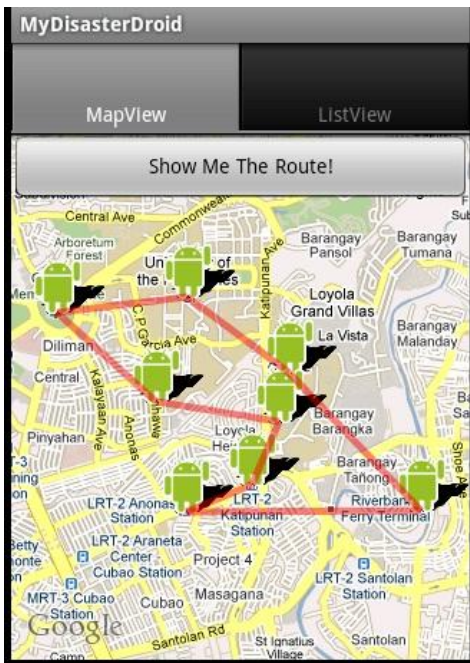 MyDisasterDroid
MapView
ListView
Show Me The Route!
Central Ave
Arboretum
Forest
Barangay
Pansol
Barangay
Tumana
Katipunan Ave
Loyola
Grand Villas
La Vista
Barangay
Malanday
Diliman
Garcia Ave
Central
Kalayaan Ave
Anonas
Pinyahan
Barangay
Barangka
Barangay
Tañong
LRT-2 Anonas
Station
LRT-2
Katipunan
Station
Ferry Terminal
LRT-2 Araneta
Center
Cubao Station
Project 4
LRT-2 Santolan
Station
MRT-3 Cubao
Station
Cubao
Masagana
Google
Santolan Rd
St Ignatius
Village
Santolan
Camp